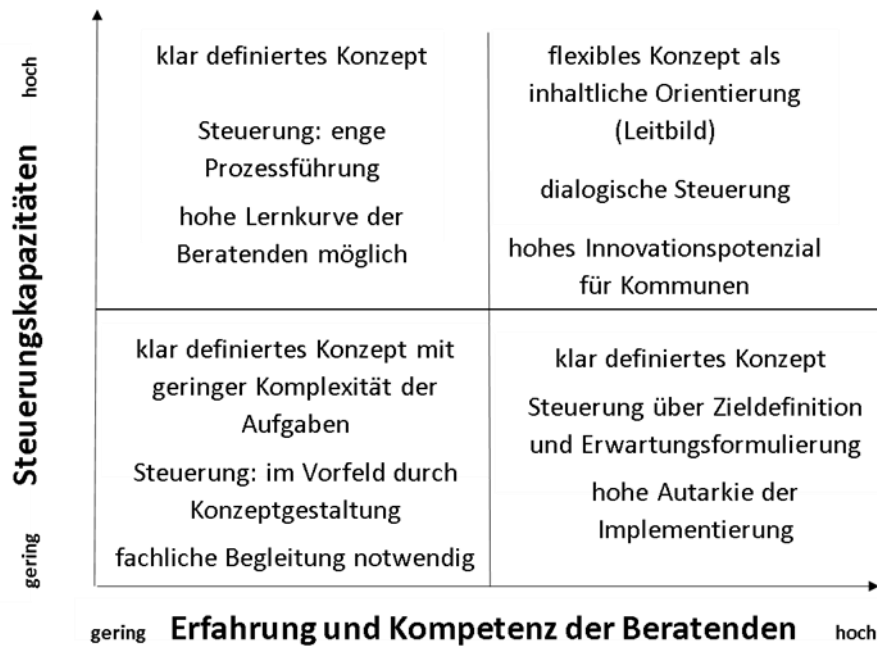 hoch
Steuerungskapazitäten
gering
klar definiertes Konzept
Steuerung: enge
Prozessführung
hohe Lernkurve der
Beratenden möglich
flexibles Konzept als
inhaltliche Orientierung
(Leitbild)
dialogische Steuerung
hohes Innovationspotenzial
für Kommunen
klar definiertes Konzept mit
geringer Komplexität der
Aufgaben
Steuerung: im Vorfeld durch
Konzeptgestaltung
fachliche Begleitung notwendig
klar definiertes Konzept
Steuerung über Zieldefinition
und Erwartungsformulierung
hohe Autarkie der
Implementierung
gering Erfahrung und Kompetenz der Beratenden hoch